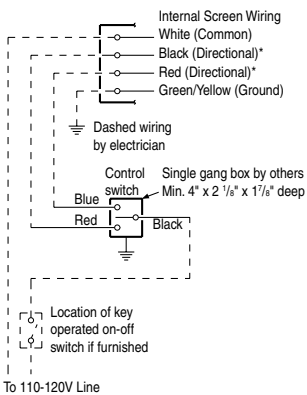 Internal Screen Wiring
White (Common)
Black (Directional)*
Red (Directional)*
Green/Yellow (Ground)
Dashed wiring
by electrician
Control
switch
Single gang box by others
Min. 4" x 2 1/8" x 17/8" deep
Blue
Red
Black
Location of key
operated on-off
switch if furnished
To 110-120V Line